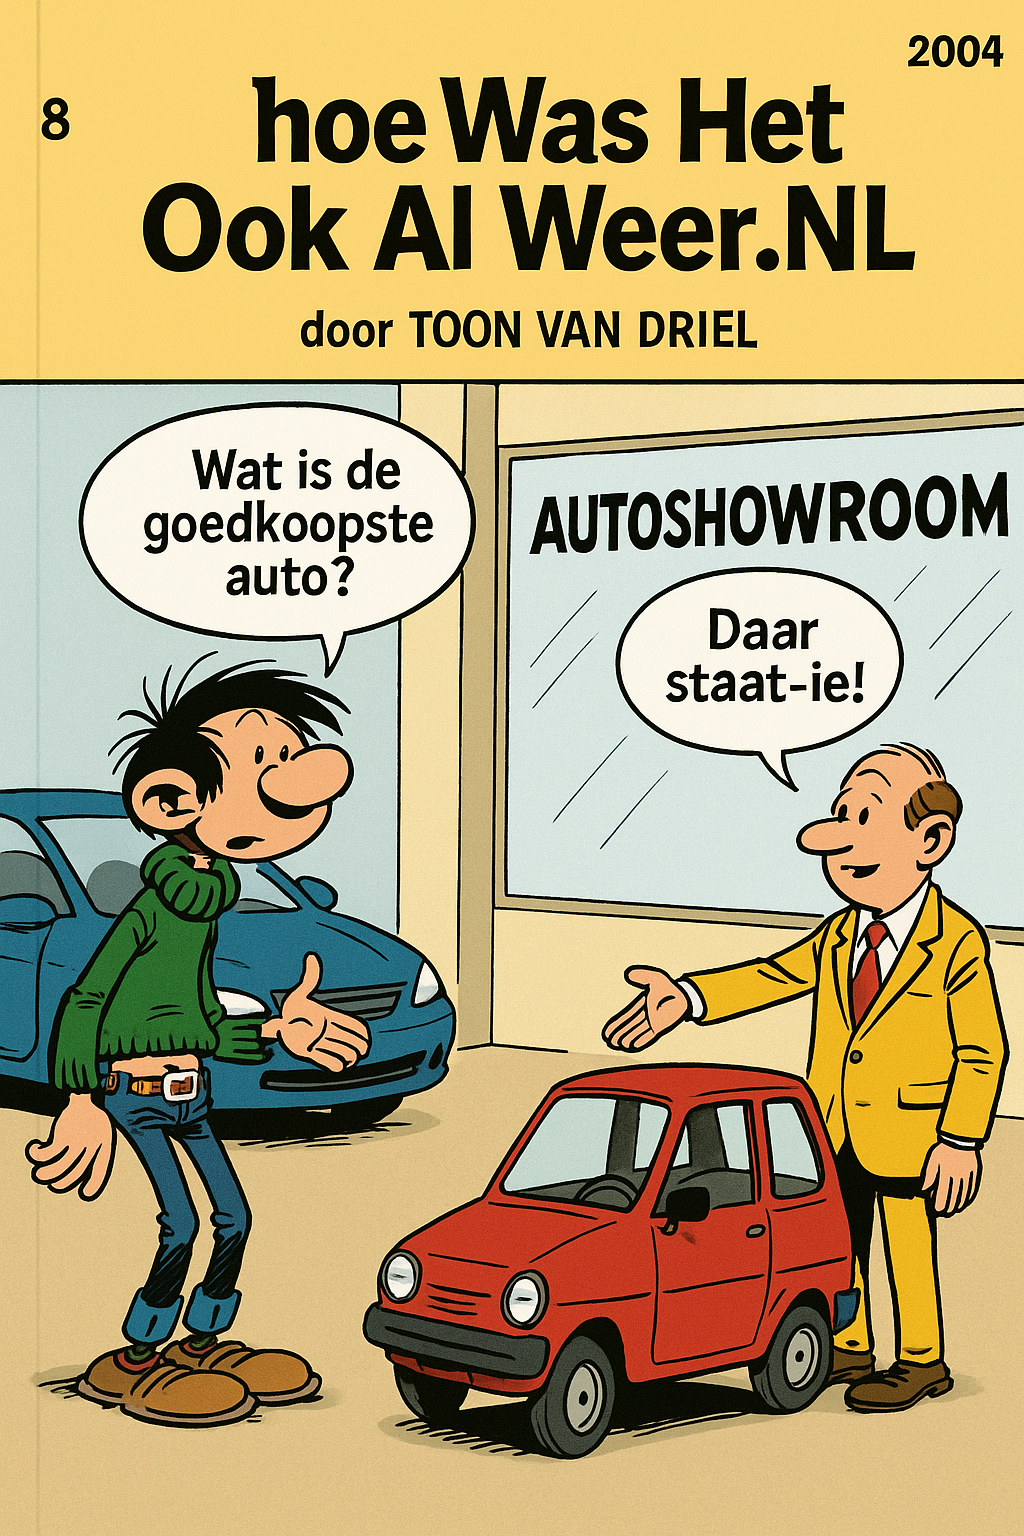 2004
8
hoe Was Het
Ook Al Weer.NL
door TOON VAN DRIEL
Wat is de
goedkoopste
auto?
AUTOSHOWROOM
Daar
staat-ie!